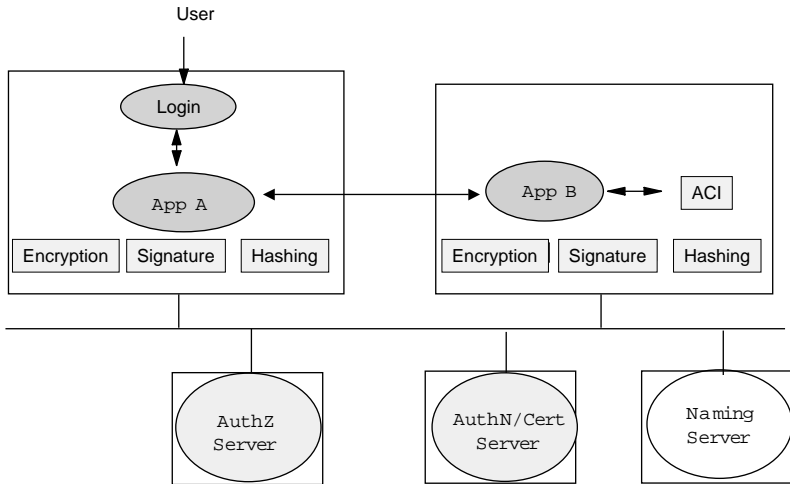 User
Login
App A
App B
ACI
Encryption
Signature
Hashing
Encryption
Signature
Hashing
AuthZ
Server
AuthN/Cert
Server
Naming
Server